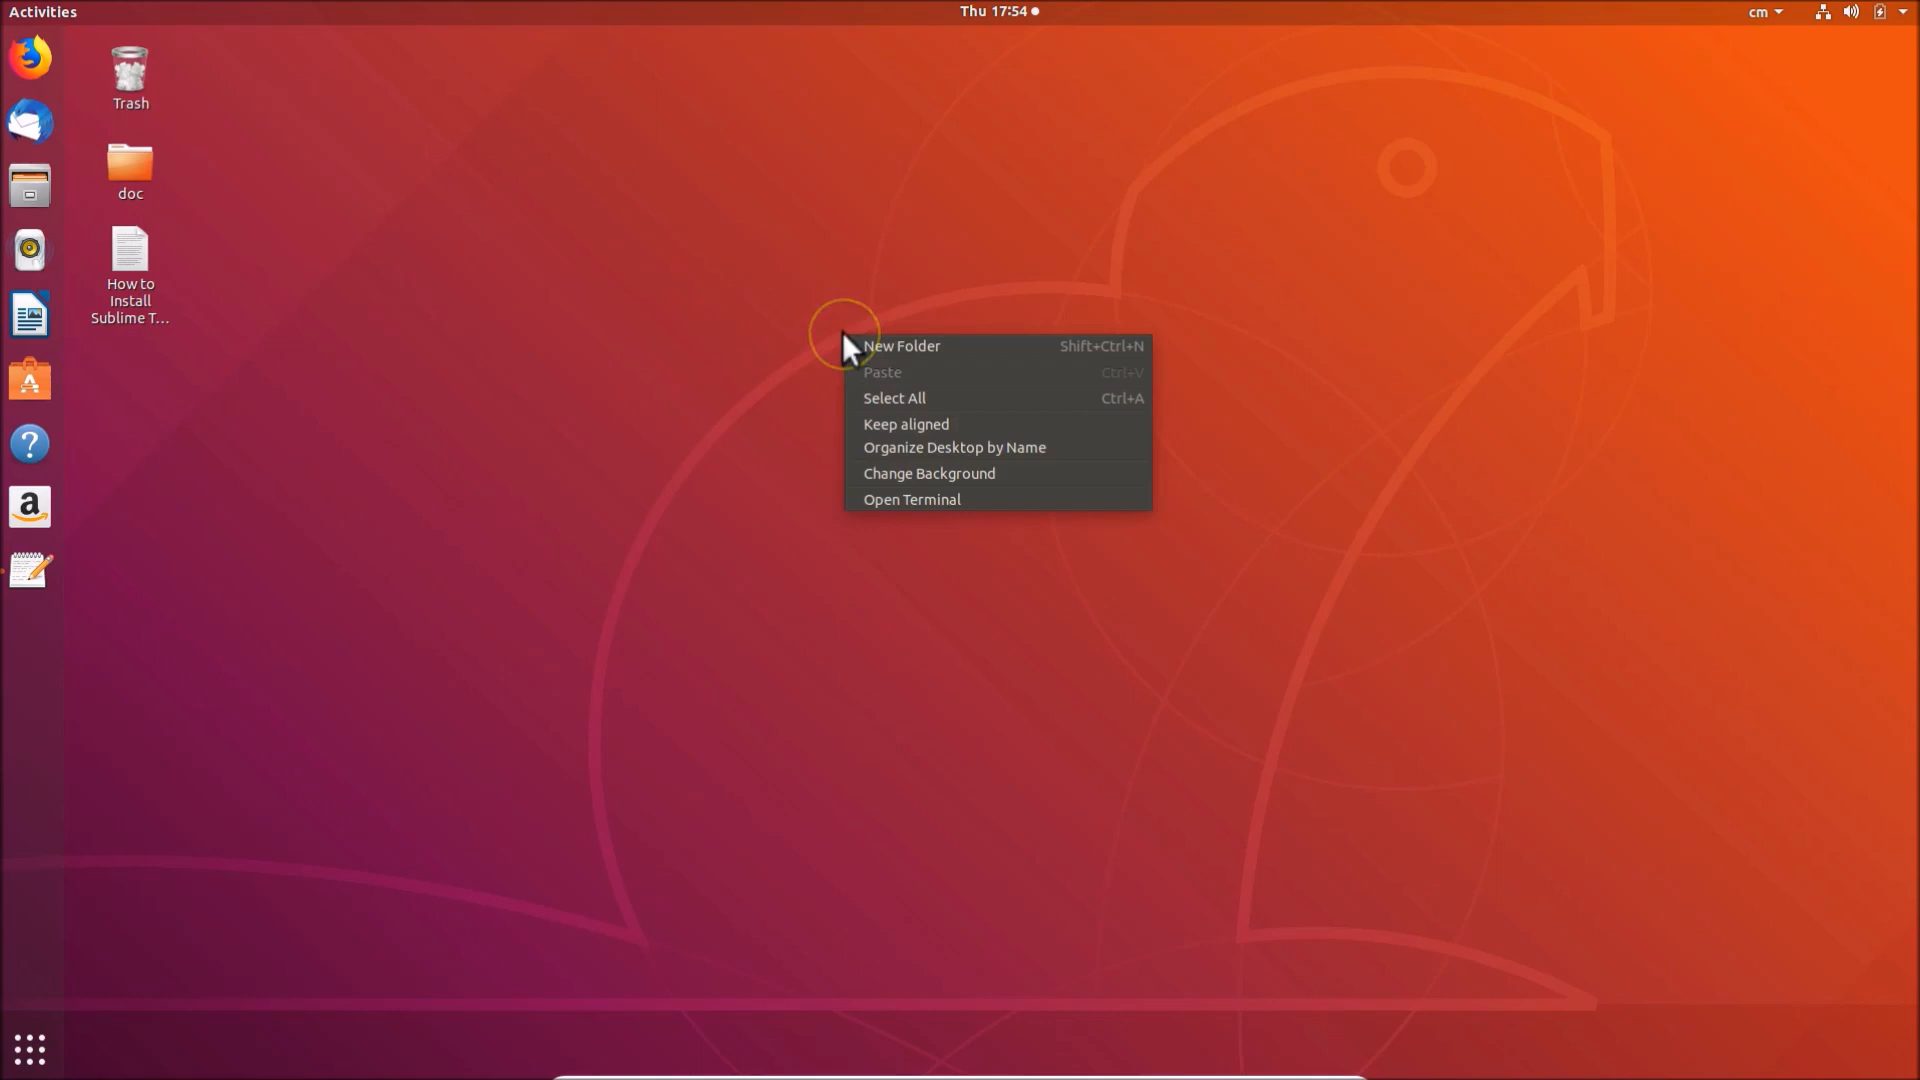 Activities
Thu 17:54
cm
Trash
doc
How to
Install
Sublime T...
New Folder Shift+Ctrl+N
Paste Ctrl+V
Select All Ctrl+A
Keep aligned
Organize Desktop by Name
Change Background
Open Terminal
?
a
A